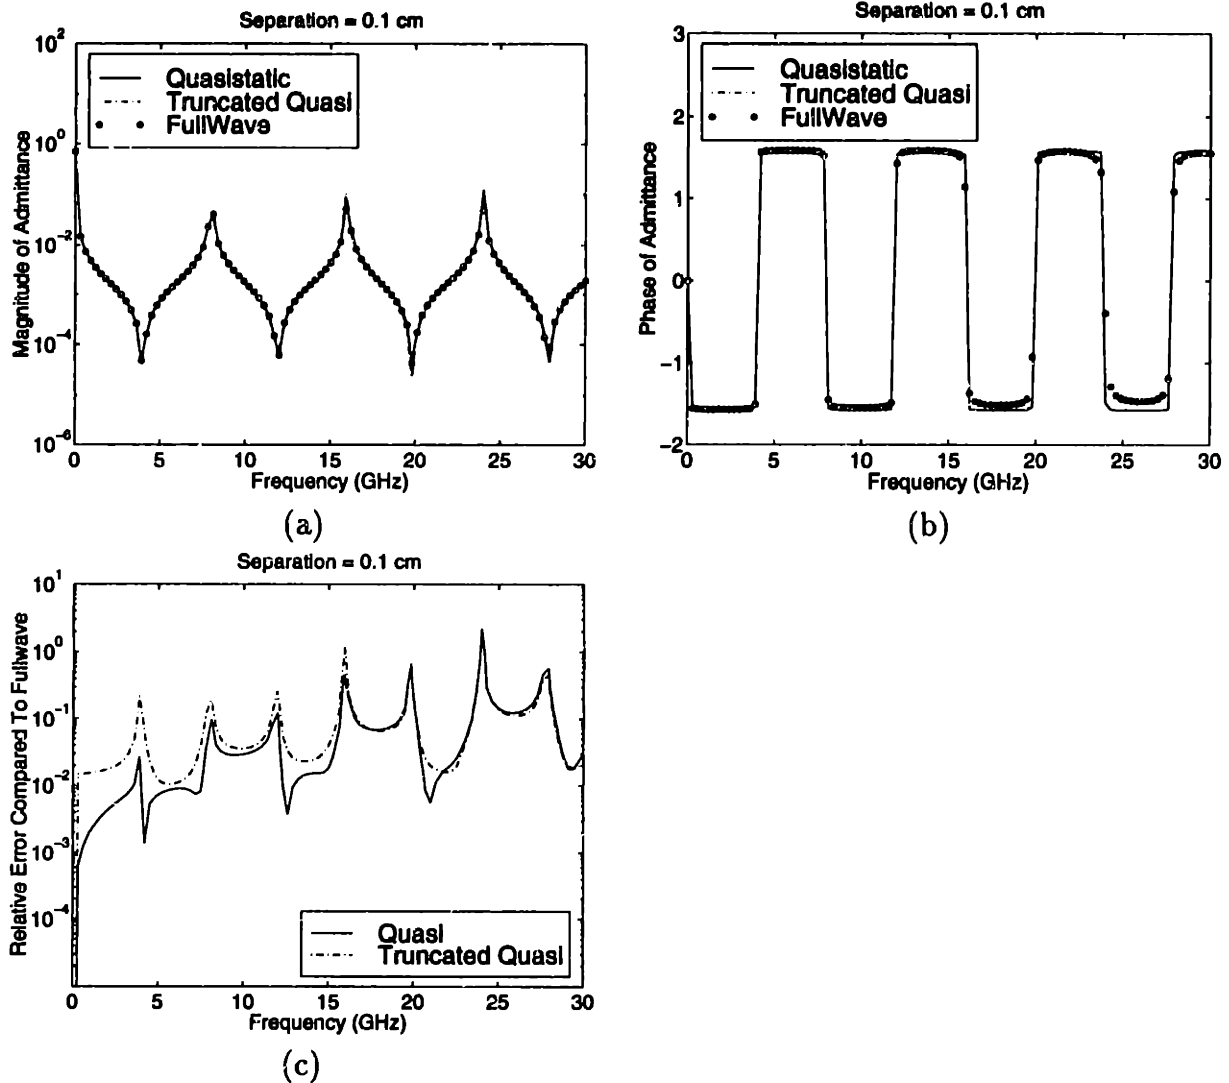 Separation = 0.1 cm
10^2
10^0
10^-2
10^-4
10^-6
Magnitude of Admittance
Quasistatic
Truncated Quasi
FullWave
0 5 10 15 20 25 30
Frequency (GHz)
(a)
Separation = 0.1 cm
3
2
1
0
-1
-2
Phase of Admittance
Quasistatic
Truncated Quasi
FullWave
0 5 10 15 20 25 30
Frequency (GHz)
(b)
Separation = 0.1 cm
10^1
10^0
10^-1
10^-2
10^-3
10^-4
Relative Error Compared To Fullwave
Quasi
Truncated Quasi
0 5 10 15 20 25 30
Frequency (GHz)
(c)